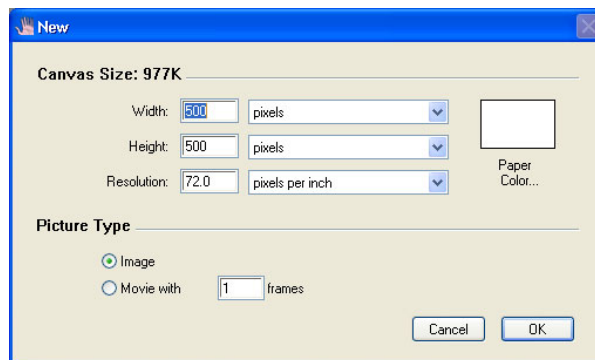 New
Canvas Size: 977K
Width: 500 pixels
Height: 500 pixels
Resolution: 72.0 pixels per inch
Paper
Color...
Picture Type
Image
Movie with 1 frames
Cancel OK